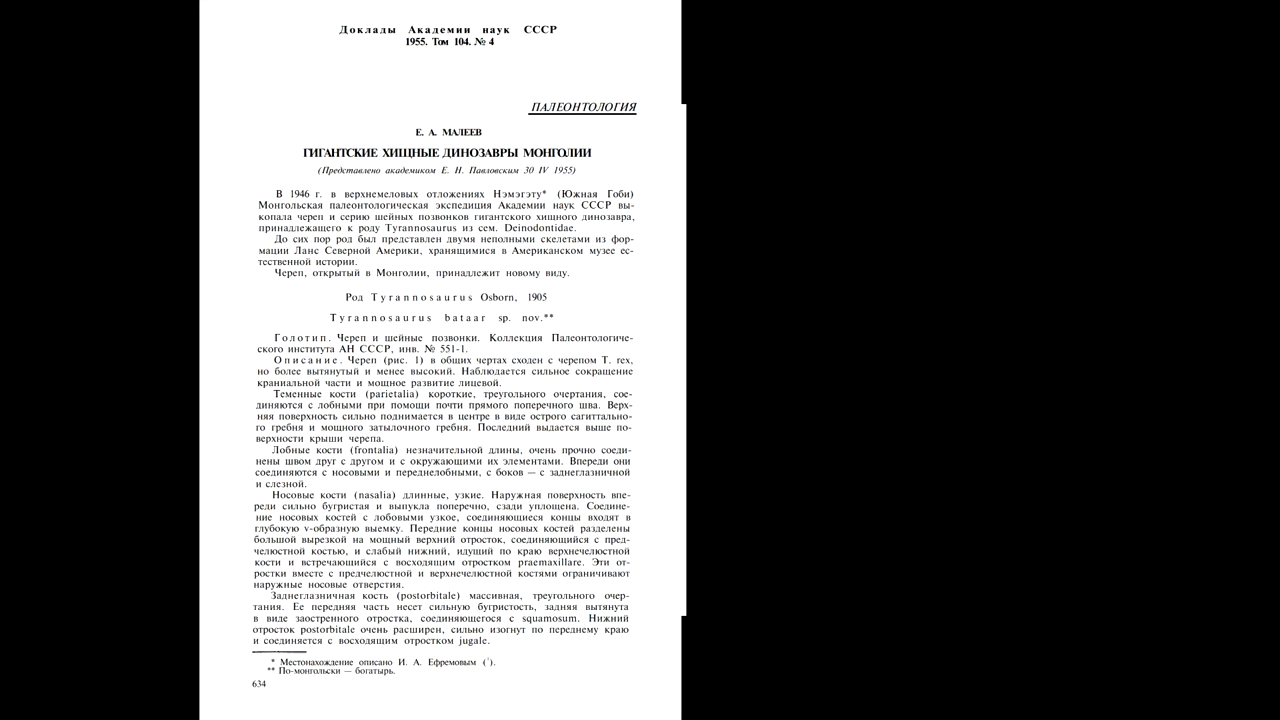 Доклады Академии наук СССР
1955. Том 104. № 4
ПАЛЕОНТОЛОГИЯ
Е. А. МАЛЕЕВ
ГИГАНТСКИЕ ХИЩНЫЕ ДИНОЗАВРЫ МОНГОЛИИ
(Представлено академиком Е. Н. Павловским 30 IV 1955)
В 1946 г. в верхнемеловых отложениях Нэмэгэту* (Южная Гоби)
Монгольская палеонтологическая экспедиция Академии наук СССР вы-
копала череп и серию шейных позвонков гигантского хищного динозавра,
принадлежащего к роду Tyrannosaurus из сем. Deinodontidae.
До сих пор род был представлен двумя неполными скелетами из фор-
мации Ланс Северной Америки, хранящимися в Американском музее ес-
тественной истории.
Череп, открытый в Монголии, принадлежит новому виду.
Род Tyrannosaurus Osborn, 1905
Tyrannosaurus bataar sp. nov.**
Голотип. Череп и шейные позвонки. Коллекция Палеонтологиче-
ского института АН СССР, инв. № 551-1.
Описание. Череп (рис. 1) в общих чертах сходен с черепом T. rex,
но более вытянутый и менее высокий. Наблюдается сильное сокращение
краниальной части и мощное развитие лицевой.
Теменные кости (parietalia) короткие, треугольного очертания, сое-
диняются с лобными при помощи почти прямого поперечного шва. Верх-
няя поверхность сильно поднимается в центре в виде острого сагитталько-
го гребня и мощного затылочного гребня. Последний выдается выше по-
верхности крыши черепа.
Лобные кости (frontalia) незначительной длины, очень прочно соеди-
нены швом друг с другом и с окружающими их элементами. Впереди они
соединяются с носовыми и переднелобными, с боков — с заднеглазничной
и слезной.
Носовые кости (nasalia) длинные, узкие. Наружная поверхность впе-
реди сильно бугристая и выпукла поперечно, сзади уплощена. Соедине-
ние носовых костей с лобовыми узкое, соединяющиеся концы входят в
глубокую v-образную выемку. Передние концы носовых костей разделены
большой вырезкой на мощный верхний отросток, соединяющийся с пред-
челюстной костью, и слабый нижний, идущий по краю верхнечелюстной
кости и встречающийся с восходящим отростком praemaxillare. Эти от-
ростки вместе с предчелюстной и верхнечелюстной костями ограничивают
наружные носовые отверстия.
Заднеглазничная кость (postorbitale) массивная, треугольного очер-
тания. Ее передняя часть несет сильную бугристость, задняя вытянута
в виде заостренного отростка, соединяющегося с squamosum. Нижний
отросток postorbitale очень расширен, сильно изогнут по переднему краю
и соединяется с восходящим отростком jugale.
* Местонахождение описано И. А. Ефремовым (¹).
** По-монгольски — богатырь.
634